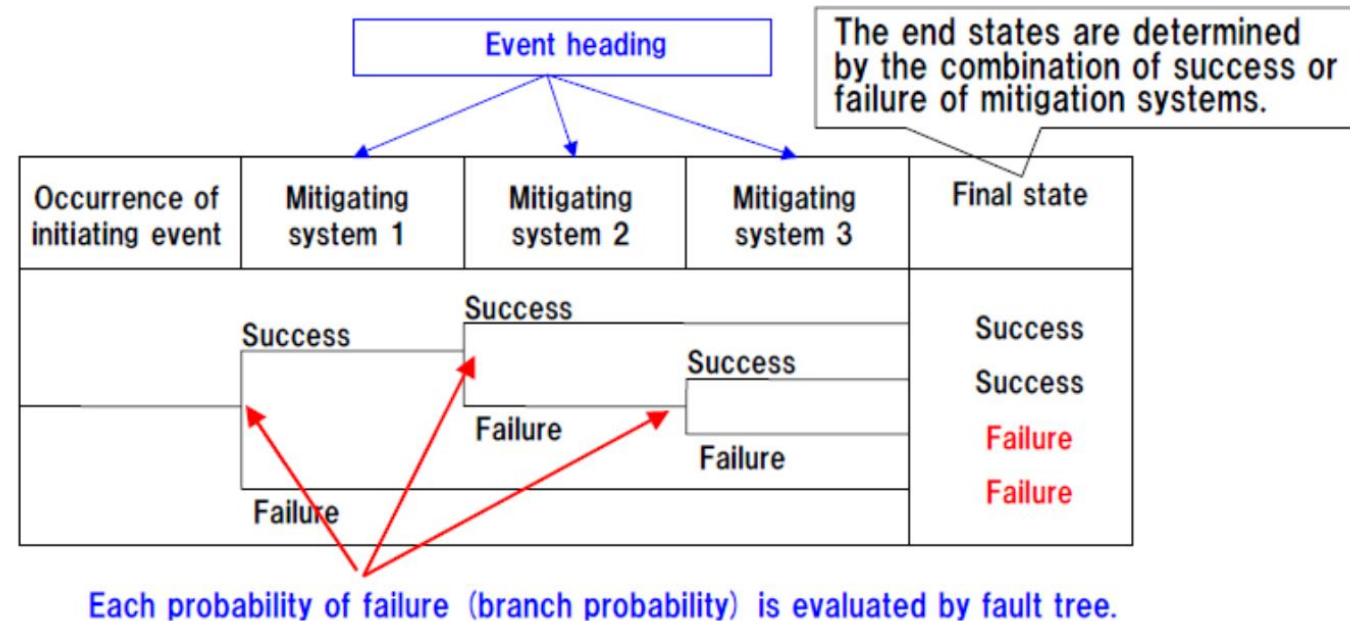 Event heading
The end states are determined
by the combination of success or
failure of mitigation systems.
Occurrence of
initiating event
Mitigating
system 1
Mitigating
system 2
Mitigating
system 3
Final state
Success
Success
Success
Failure
Failure
Failure
Success
Success
Failure
Failure
Each probability of failure (branch probability) is evaluated by fault tree.